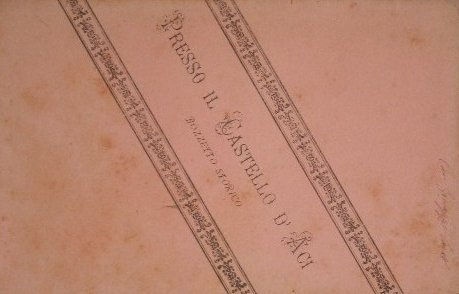 PRESSO IL CASTELLO D' ACI
BOZZETTO STORICO